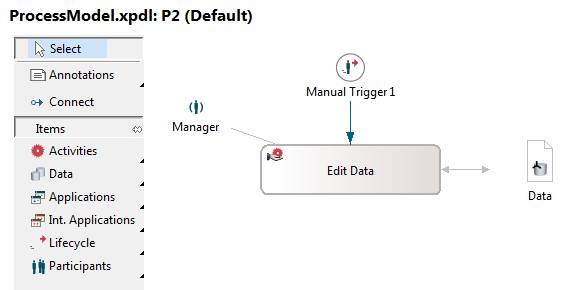 ProcessModel.xpdl: P2 (Default)
Select
Annotations
Connect
Items
Activities
Data
Applications
Int. Applications
Lifecycle
Participants
Manual Trigger 1
Manager
Edit Data
Data